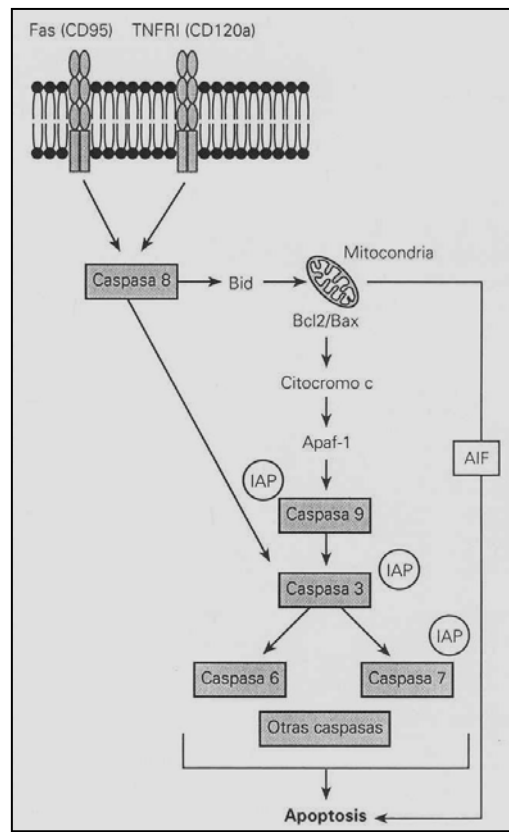 Fas (CD95) TNFRI (CD120a)
Mitocondria
Caspasa 8
Bid
Bcl2/Bax
Citocromo c
Apaf-1
AIF
IAP
Caspasa 9
IAP
Caspasa 3
IAP
Caspasa 6
Caspasa 7
Otras caspasas
Apoptosis